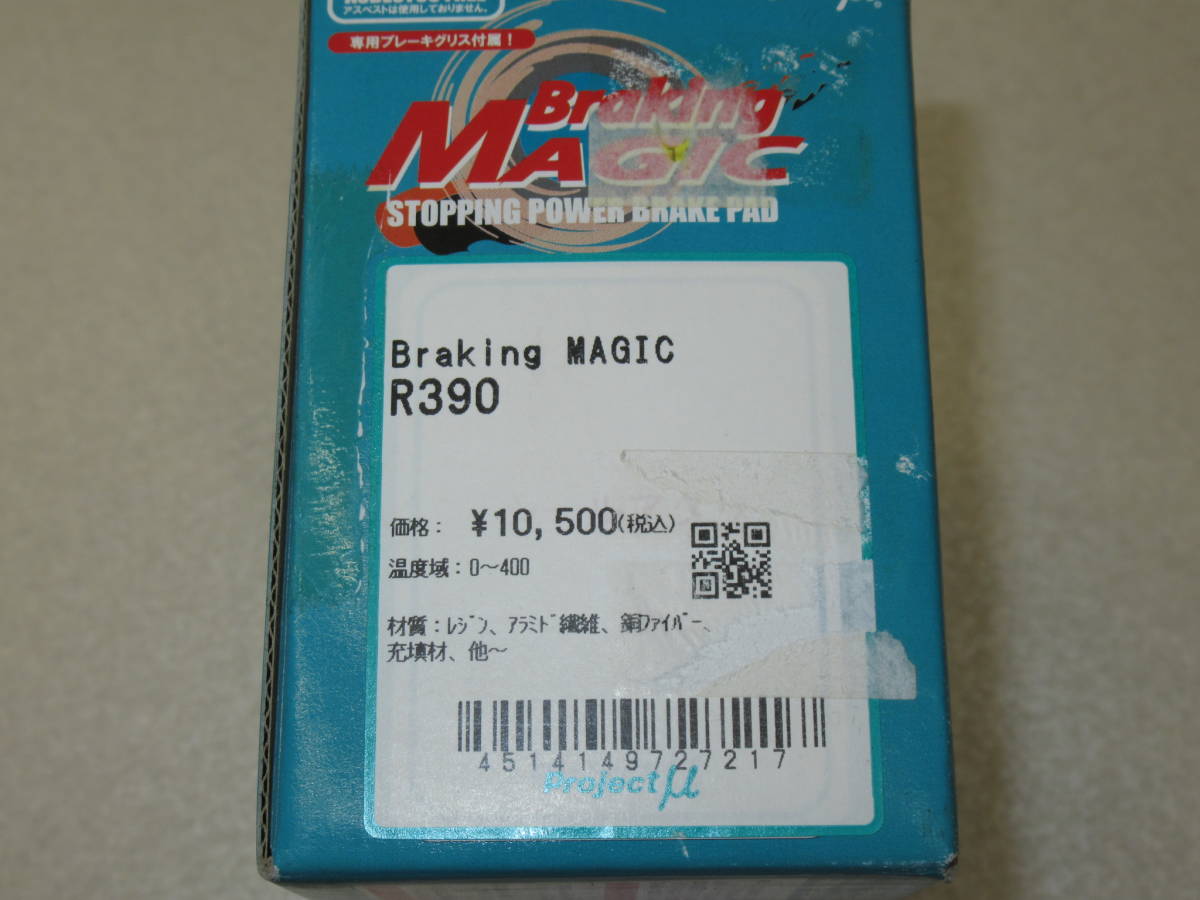 アスベストは使用しておりません。
専用ブレーキグリス付属！
Braking
MAGIC
STOPPING POWER BRAKE PAD
Braking MAGIC
R390
価格： ¥10,500(税込)
温度域：0～400
材質：ﾚｼﾞﾝ、ｱﾗﾐﾄﾞ繊維、銅ﾌｧｲﾊﾞｰ、
充填材、他～
4514149727217
Project μ